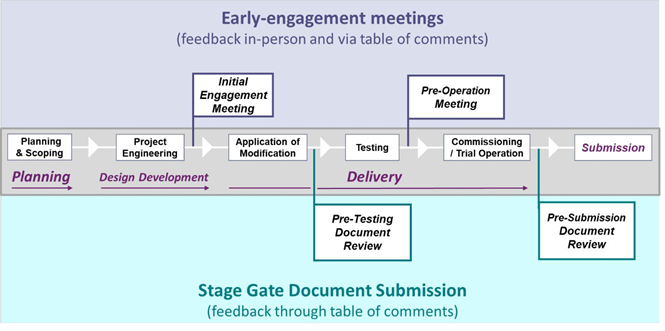 Early-engagement meetings
(feedback in-person and via table of comments)
Initial
Engagement
Meeting
Pre-Operation
Meeting
Planning
& Scoping
Project
Engineering
Application of
Modification
Testing
Commissioning
/ Trial Operation
Submission
Planning
Design Development
Delivery
Pre-Testing
Document
Review
Pre-Submission
Document
Review
Stage Gate Document Submission
(feedback through table of comments)